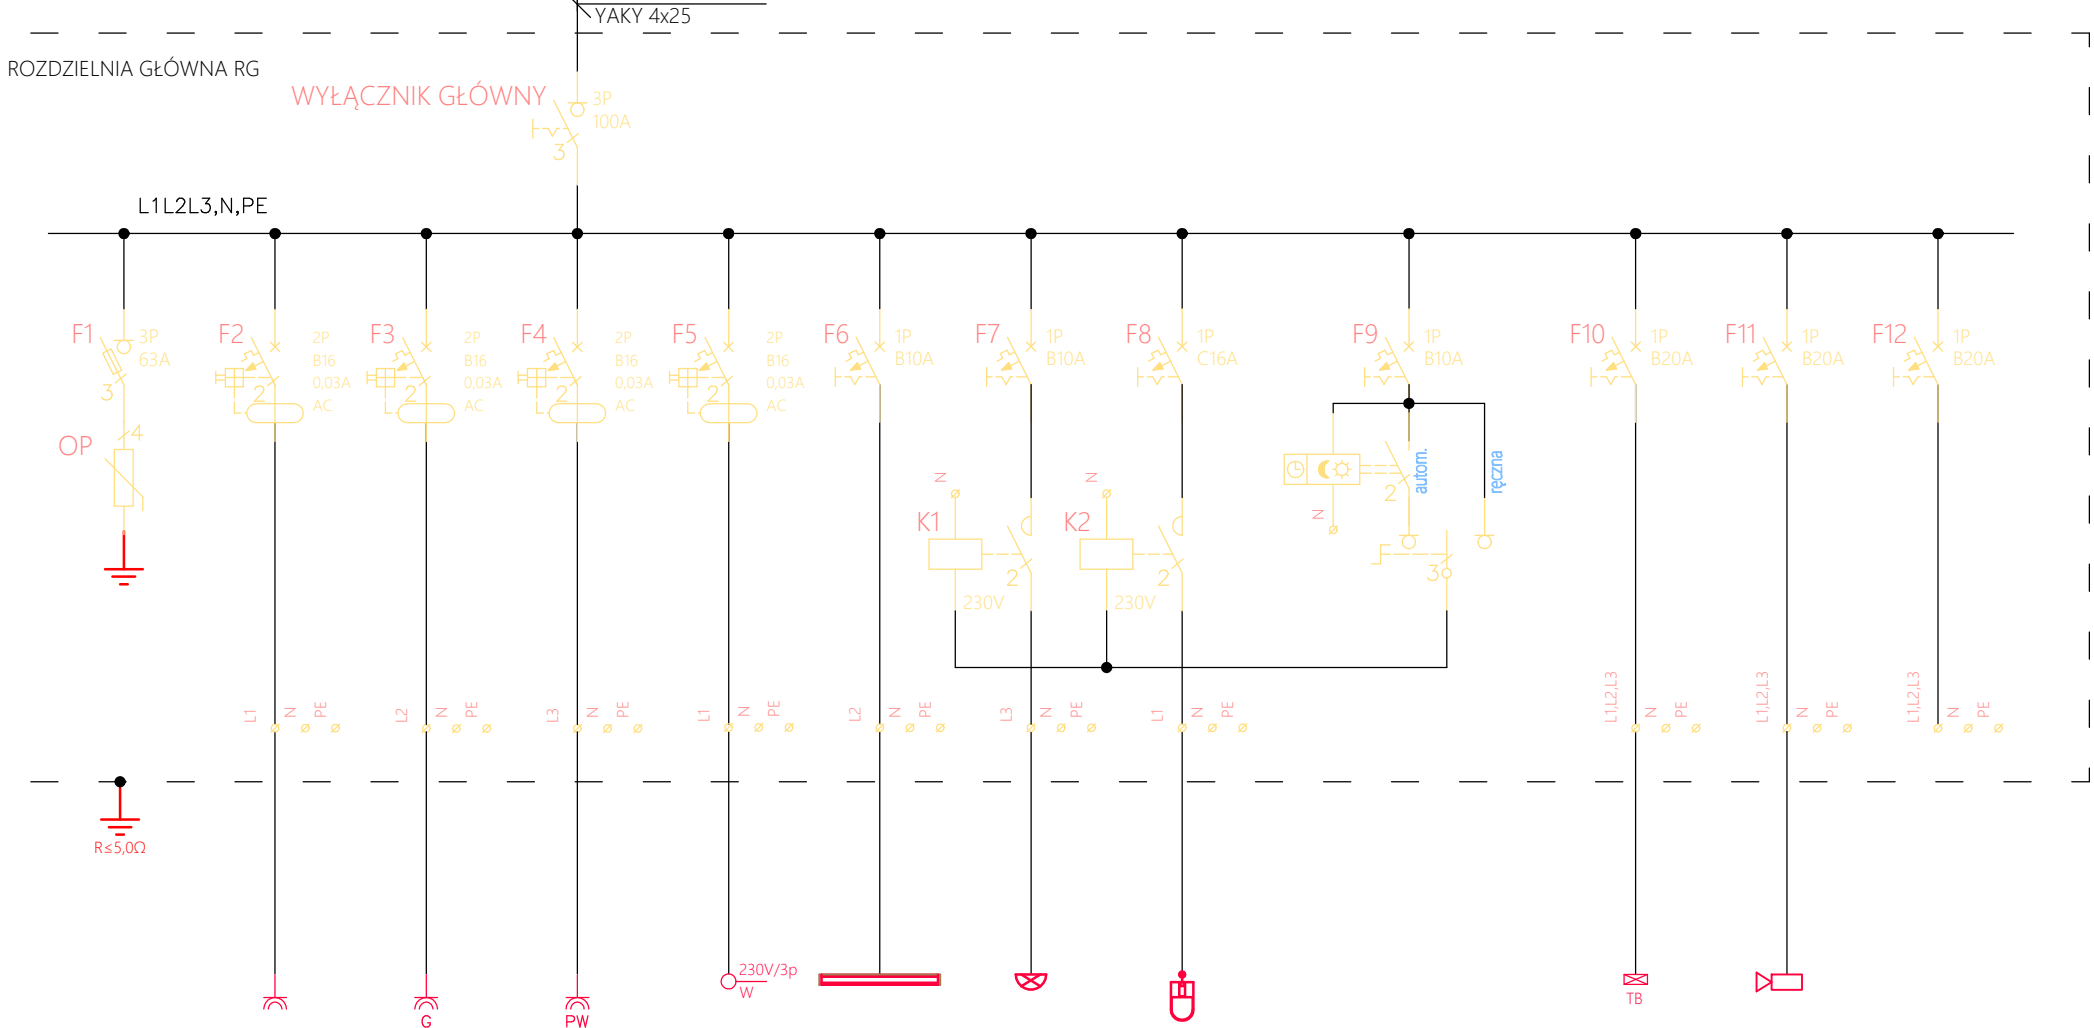 YAKY 4x25
ROZDZIELNIA GŁÓWNA RG
WYŁĄCZNIK GŁÓWNY
3P
100A
3
L1L2L3,N,PE
F1
3P
63A
3
OP
4
F2
2P
B16
0,03A
AC
2
F3
2P
B16
0,03A
AC
2
F4
2P
B16
0,03A
AC
2
F5
2P
B16
0,03A
AC
2
F6
1P
B10A
F7
1P
B10A
F8
1P
C16A
F9
1P
B10A
F10
1P
B20A
F11
1P
B20A
F12
1P
B20A
N
K1
2
230V
N
K2
2
230V
N
2
autom.
ręczna
3
L1 N PE
L2 N PE
L3 N PE
L1 N PE
L2 N PE
L3 N PE
L1 N PE
L1,L2,L3 N PE
L1,L2,L3 N PE
L1,L2,L3 N PE
R≤5,0Ω
G
PW
230V/3p
W
TB